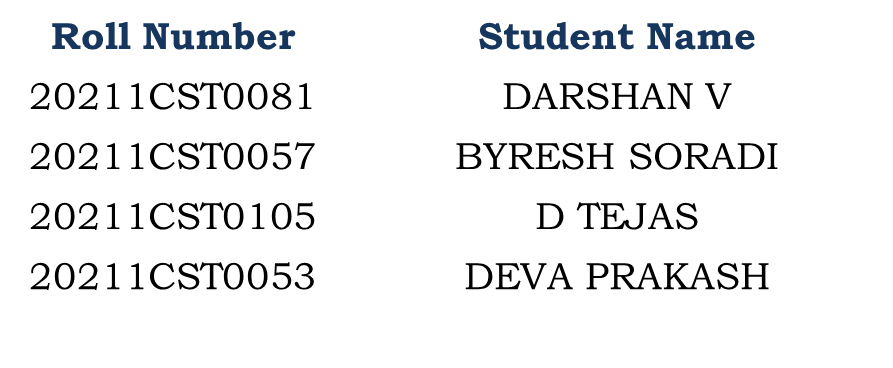 Roll Number Student Name
20211CST0081 DARSHAN V
20211CST0057 BYRESH SORADI
20211CST0105 D TEJAS
20211CST0053 DEVA PRAKASH